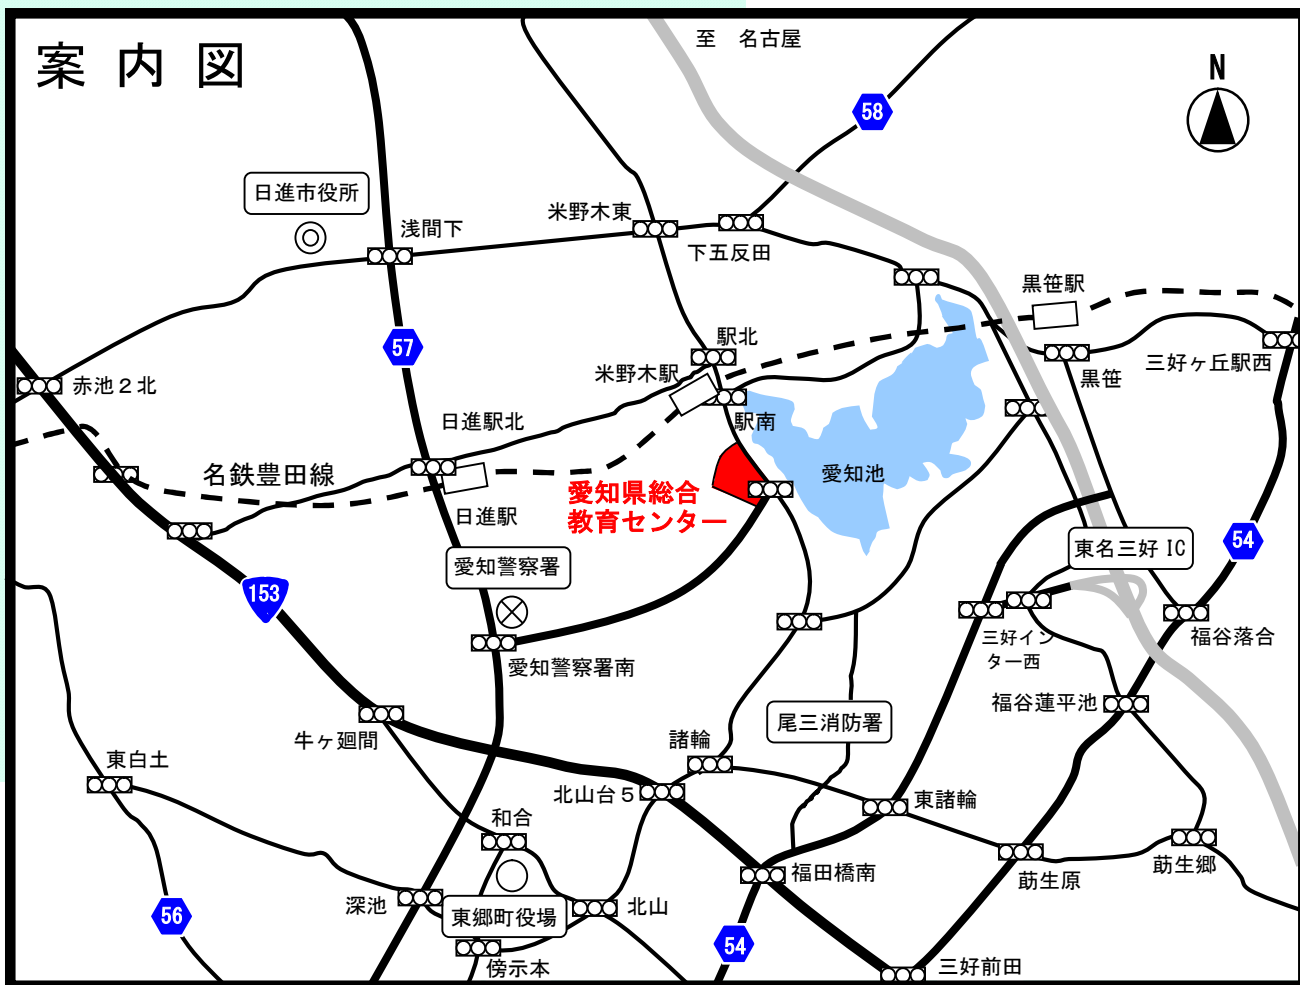 案内図
至 名古屋
N
58
日進市役所
米野木東
浅間下
下五反田
黒笹駅
57
駅北
三好ヶ丘駅西
米野木駅
黒笹
赤池２北
日進駅北
駅南
名鉄豊田線
愛知池
愛知県総合
教育センター
日進駅
54
東名三好 IC
愛知警察署
153
三好イン
ター西
福谷落合
愛知警察署南
福谷蓮平池
尾三消防署
牛ヶ廻間
諸輪
東白土
北山台５
東諸輪
和合
福田橋南
莇生郷
莇生原
深池
北山
56
東郷町役場
54
傍示本
三好前田